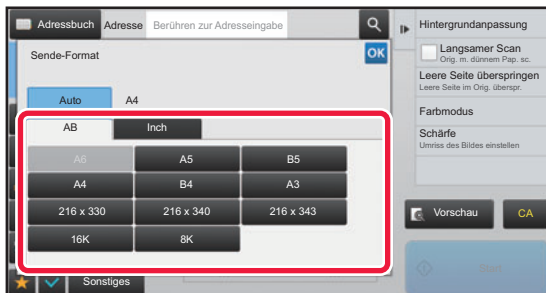 Adressbuch Adresse Berühren zur Adresseingabe
Sende-Format OK
Auto A4
AB Inch
A6 A5 B5
A4 B4 A3
216 x 330 216 x 340 216 x 343
16K 8K
Sonstiges
Hintergrundanpassung
Langsamer Scan
Orig. m. dünnem Pap. sc.
Leere Seite überspringen
Leere Seite im Orig. überspr.
Farbmodus
Schärfe
Umriss des Bildes einstellen
Vorschau CA
Start